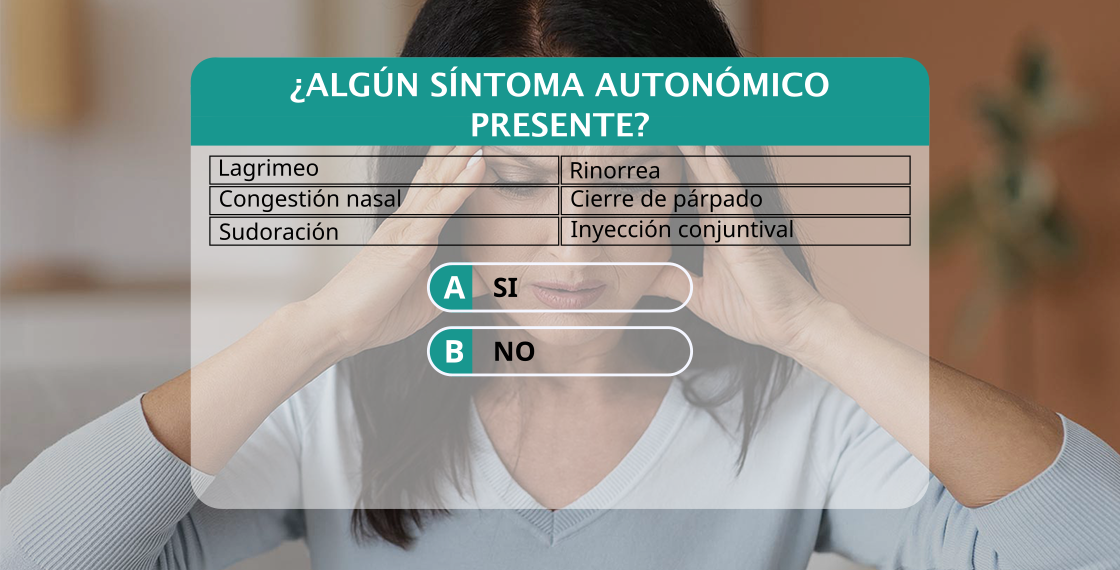 ¿ALGÚN SÍNTOMA AUTONÓMICO
PRESENTE?
Lagrimeo
Rinorrea
Congestión nasal
Cierre de párpado
Sudoración
Inyección conjuntival
A SI
B NO